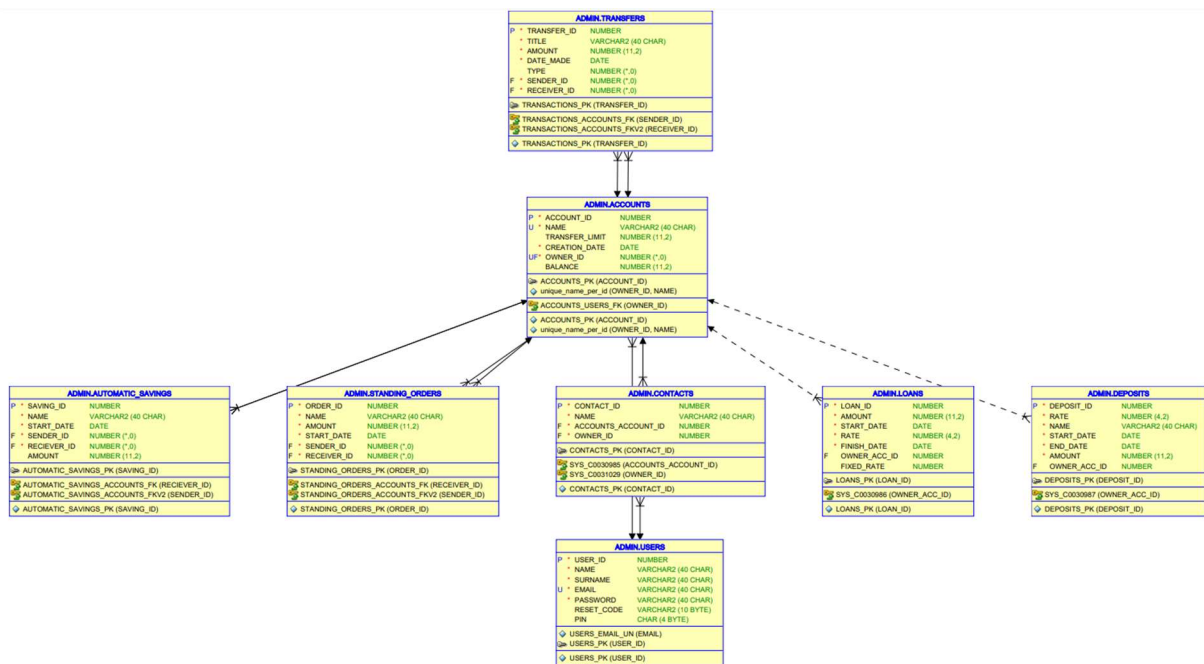 ADMIN.TRANSFERS
P * TRANSFER_ID NUMBER
* TITLE VARCHAR2 (40 CHAR)
* AMOUNT NUMBER (11,2)
* DATE_MADE DATE
TYPE NUMBER (*,0)
F * SENDER_ID NUMBER (*,0)
F * RECEIVER_ID NUMBER (*,0)
TRANSACTIONS_PK (TRANSFER_ID)
TRANSACTIONS_ACCOUNTS_FK (SENDER_ID)
TRANSACTIONS_ACCOUNTS_FKV2 (RECEIVER_ID)
TRANSACTIONS_PK (TRANSFER_ID)
ADMIN.ACCOUNTS
P * ACCOUNT_ID NUMBER
U * NAME VARCHAR2 (40 CHAR)
TRANSFER_LIMIT NUMBER (11,2)
* CREATION_DATE DATE
UF* OWNER_ID NUMBER (*,0)
BALANCE NUMBER (11,2)
ACCOUNTS_PK (ACCOUNT_ID)
unique_name_per_id (OWNER_ID, NAME)
ACCOUNTS_USERS_FK (OWNER_ID)
ACCOUNTS_PK (ACCOUNT_ID)
unique_name_per_id (OWNER_ID, NAME)
ADMIN.AUTOMATIC_SAVINGS
P * SAVING_ID NUMBER
* NAME VARCHAR2 (40 CHAR)
* START_DATE DATE
F * SENDER_ID NUMBER (*,0)
F * RECIEVER_ID NUMBER (*,0)
AMOUNT NUMBER (11,2)
AUTOMATIC_SAVINGS_PK (SAVING_ID)
AUTOMATIC_SAVINGS_ACCOUNTS_FK (RECIEVER_ID)
AUTOMATIC_SAVINGS_ACCOUNTS_FKV2 (SENDER_ID)
AUTOMATIC_SAVINGS_PK (SAVING_ID)
ADMIN.STANDING_ORDERS
P * ORDER_ID NUMBER
* NAME VARCHAR2 (40 CHAR)
* AMOUNT NUMBER (11,2)
* START_DATE DATE
F * SENDER_ID NUMBER (*,0)
F * RECEIVER_ID NUMBER (*,0)
STANDING_ORDERS_PK (ORDER_ID)
STANDING_ORDERS_ACCOUNTS_FK (RECEIVER_ID)
STANDING_ORDERS_ACCOUNTS_FKV2 (SENDER_ID)
STANDING_ORDERS_PK (ORDER_ID)
ADMIN.CONTACTS
P * CONTACT_ID NUMBER
NAME VARCHAR2 (40 CHAR)
F * ACCOUNTS_ACCOUNT_ID NUMBER
F * OWNER_ID NUMBER
CONTACTS_PK (CONTACT_ID)
SYS_C0030985 (ACCOUNTS_ACCOUNT_ID)
SYS_C0031029 (OWNER_ID)
CONTACTS_PK (CONTACT_ID)
ADMIN.LOANS
P * LOAN_ID NUMBER
* AMOUNT NUMBER (11,2)
* START_DATE DATE
* RATE NUMBER (4,2)
* FINISH_DATE DATE
F OWNER_ACC_ID NUMBER
FIXED_RATE NUMBER
LOANS_PK (LOAN_ID)
SYS_C0030986 (OWNER_ACC_ID)
LOANS_PK (LOAN_ID)
ADMIN.DEPOSITS
P * DEPOSIT_ID NUMBER
* RATE NUMBER (4,2)
* NAME VARCHAR2 (40 CHAR)
* START_DATE DATE
* END_DATE DATE
* AMOUNT NUMBER (11,2)
F OWNER_ACC_ID NUMBER
DEPOSITS_PK (DEPOSIT_ID)
SYS_C0030987 (OWNER_ACC_ID)
DEPOSITS_PK (DEPOSIT_ID)
ADMIN.USERS
P * USER_ID NUMBER
* NAME VARCHAR2 (40 CHAR)
* SURNAME VARCHAR2 (40 CHAR)
U * EMAIL VARCHAR2 (40 CHAR)
* PASSWORD VARCHAR2 (40 CHAR)
RESET_CODE VARCHAR2 (10 BYTE)
PIN CHAR (4 BYTE)
USERS_EMAIL_UN (EMAIL)
USERS_PK (USER_ID)
USERS_PK (USER_ID)